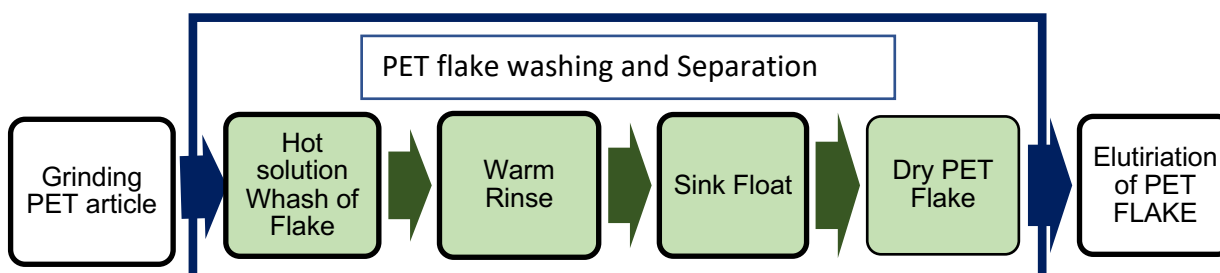 PET flake washing and Separation
Grinding
PET article
Hot
solution
Whash of
Flake
Warm
Rinse
Sink Float
Dry PET
Flake
Elutiriation
of PET
FLAKE